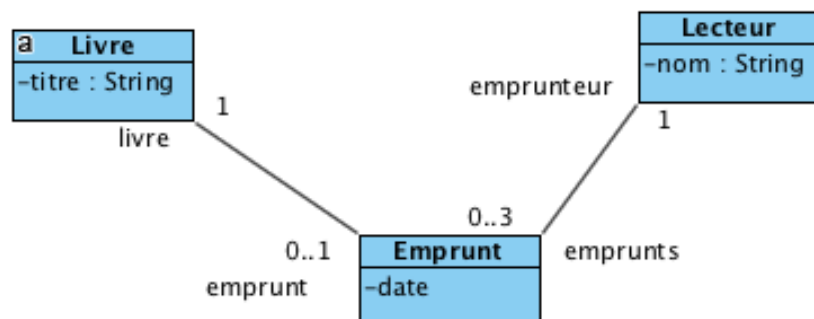 a Livre
-titre : String
1
livre
Lecteur
-nom : String
emprunteur
1
0..3
0..1
Emprunt
emprunts
emprunt
-date